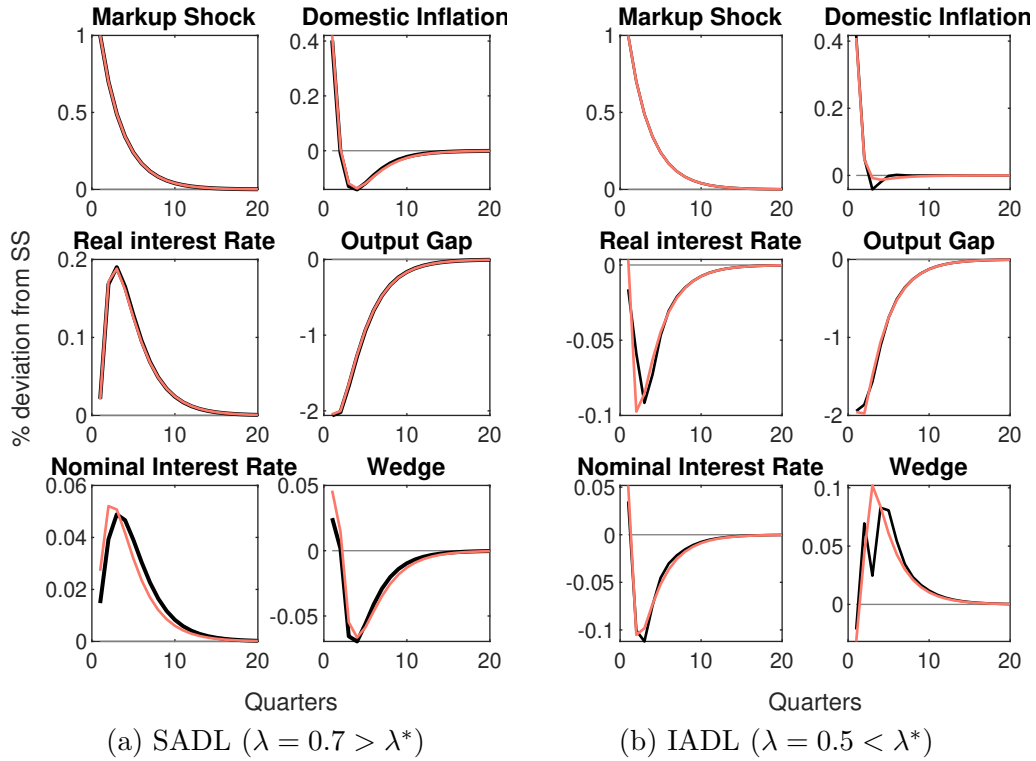 Markup Shock
Domestic Inflation
Markup Shock
Domestic Inflation
1
0.5
0
0 10 20
0.4
0.2
0
0 10 20
1
0.5
0
0 10 20
0.4
0.2
0
0 10 20
% deviation from SS
Real interest Rate
Output Gap
Real interest Rate
Output Gap
0.2
0.1
0
0 10 20
0
-1
-2
0 10 20
0
-0.05
-0.1
0 10 20
0
-1
-2
0 10 20
Nominal Interest Rate
Wedge
Nominal Interest Rate
Wedge
0.06
0.04
0.02
0
0 10 20
0.05
0
-0.05
0 10 20
0.05
0
-0.05
-0.1
0 10 20
0.1
0.05
0
0 10 20
Quarters
Quarters
(a) SADL (λ = 0.7 > λ*)
(b) IADL (λ = 0.5 < λ*)